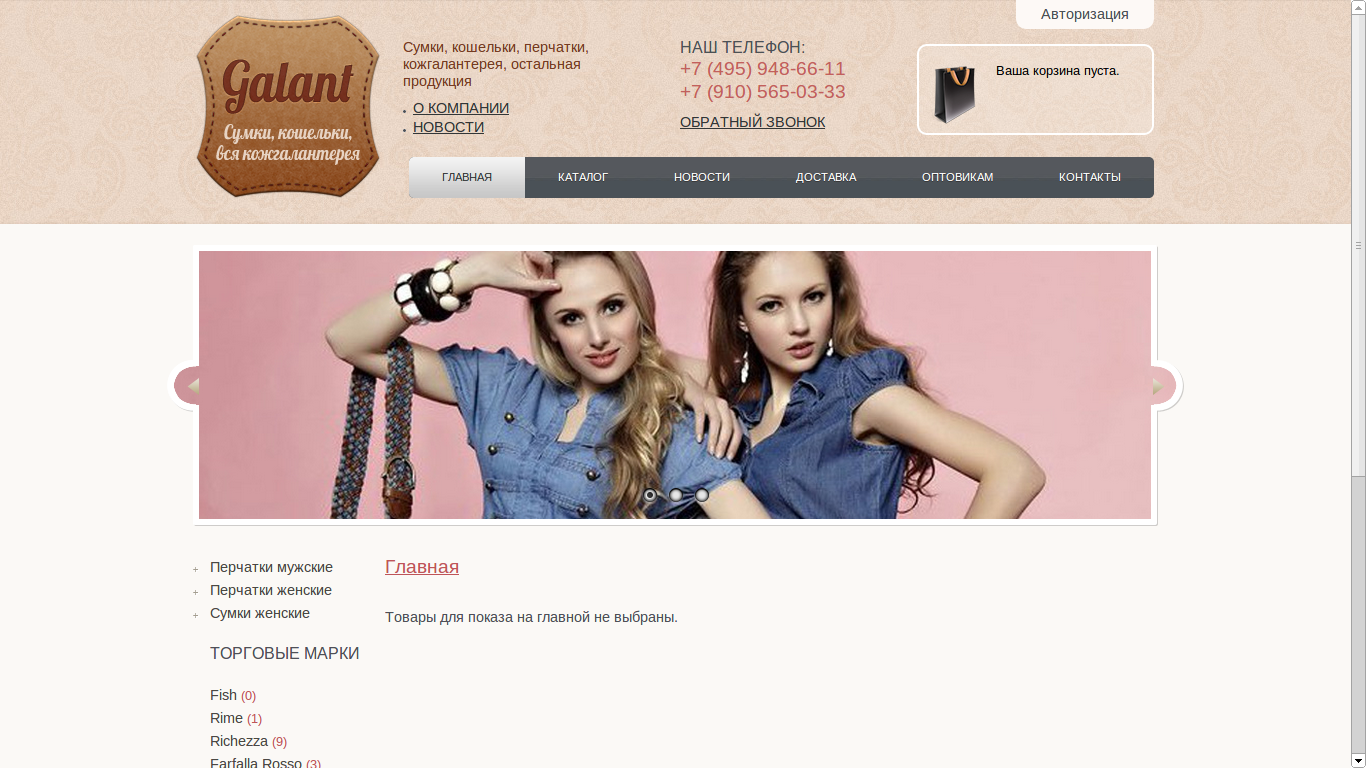 Авторизация
Galant
Сумки, кошельки,
вся кожгалантерея
Сумки, кошельки, перчатки,
кожгалантерея, остальная
продукция
О КОМПАНИИ
НОВОСТИ
НАШ ТЕЛЕФОН:
+7 (495) 948-66-11
+7 (910) 565-03-33
ОБРАТНЫЙ ЗВОНОК
Ваша корзина пуста.
ГЛАВНАЯ КАТАЛОГ НОВОСТИ ДОСТАВКА ОПТОВИКАМ КОНТАКТЫ
+ Перчатки мужские
+ Перчатки женские
+ Сумки женские
ТОРГОВЫЕ МАРКИ
Fish (0)
Rime (1)
Richezza (9)
Farfalla Rosso (3)
Главная
Товары для показа на главной не выбраны.